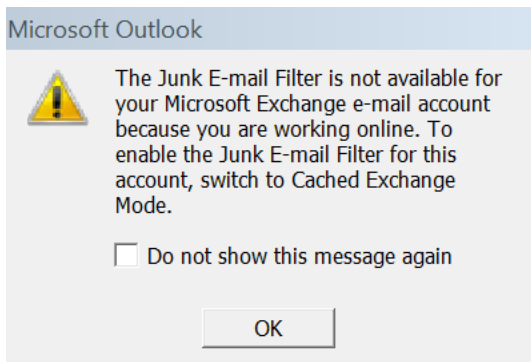 Microsoft Outlook
The Junk E-mail Filter is not available for
your Microsoft Exchange e-mail account
because you are working online. To
enable the Junk E-mail Filter for this
account, switch to Cached Exchange
Mode.
Do not show this message again
OK